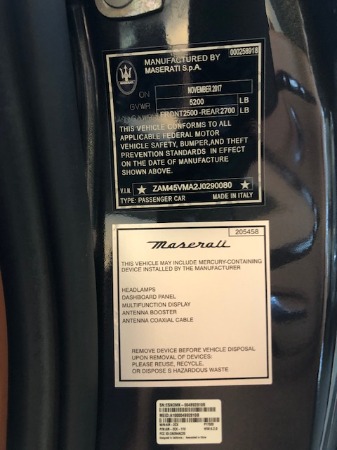 000258918
MANUFACTURED BY
MASERATI S.p.A.
ON NOVEMBER 2017
GVWR 5200 LB
FRONT2500 -REAR2700 LB
THIS VEHICLE CONFORMS TO ALL
APPLICABLE FEDERAL MOTOR
VEHICLE SAFETY, BUMPER, AND THEFT
PREVENTION STANDARDS IN EFFECT
ON THE DATE OF MANUFACTURE
SHOWN ABOVE.
V.I.N. ★ ZAM45VMA2J0290080 ★
TYPE: PASSENGER CAR MADE IN ITALY
205458
Maserati
THIS VEHICLE MAY INCLUDE MERCURY-CONTAINING
DEVICE INSTALLED BY THE MANUFACTURER
HEADLAMPS
DASHBOARD PANEL
MULTIFUNCTION DISPLAY
ANTENNA BOOSTER
ANTENNA COAXIAL CABLE
REMOVE DEVICE BEFORE VEHICLE DISPOSAL
UPON REMOVAL OF DEVICES:
PLEASE REUSE, RECYCLE,
OR DISPOSE S HAZARDOUS WASTE